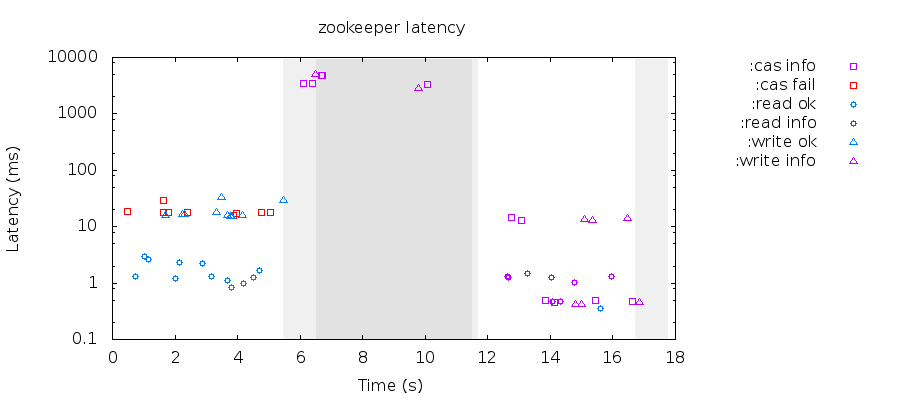 zookeeper latency
10000
1000
100
10
1
0.1
Latency (ms)
0 2 4 6 8 10 12 14 16 18
Time (s)
:cas info
:cas fail
:read ok
:read info
:write ok
:write info